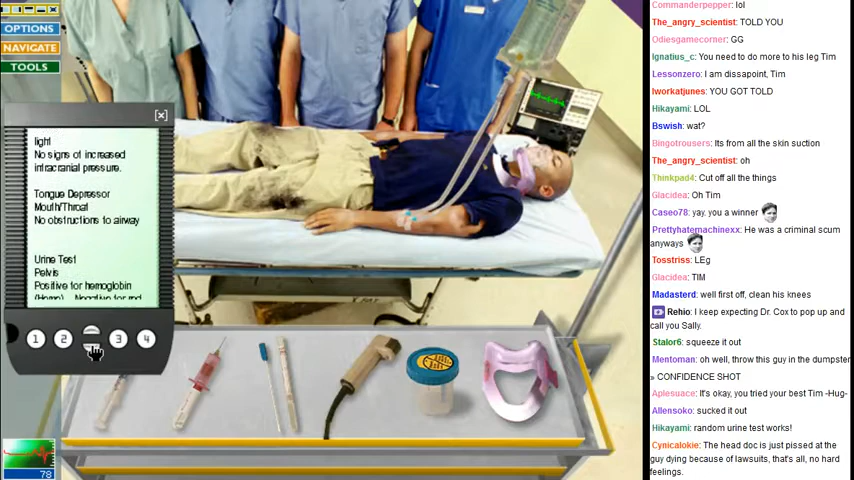 OPTIONS
NAVIGATE
TOOLS
[x]
light
No signs of increased
intracranial pressure.
Tongue Depressor
Mouth/Throat
No obstructions to airway
Urine Test
Pelvis
Positive for hemoglobin
1 2 3 4
78
Commanderpepper: lol
The_angry_scientist: TOLD YOU
Odiesgamecorner: GG
Ignatius_c: You need to do more to his leg Tim
Lessonzero: I am dissapoint, Tim
Iworkatjunes: YOU GOT TOLD
Hikayami: LOL
Bswish: wat?
Bingotrousers: Its from all the skin suction
The_angry_scientist: oh
Thinkpad4: Cut off all the things
Glacidea: Oh Tim
Caseo78: yay. you a winner
Prettyhatemachinexx: He was a criminal scum
anyways
Tosstriss: LEg
Glacidea: TIM
Madasterd: well first off, clean his knees
Rehio: I keep expecting Dr. Cox to pop up and
call you Sally.
Stalor6: squeeze it out
Mentoman: oh well, throw this guy in the dumpster
» CONFIDENCE SHOT
Aplesuace: It's okay, you tried your best Tim -Hug-
Allensoko: sucked it out
Hikayami: random urine test works!
Cynicalokie: The head doc is just pissed at the
guy dying because of lawsuits, that's all, no hard
feelings.